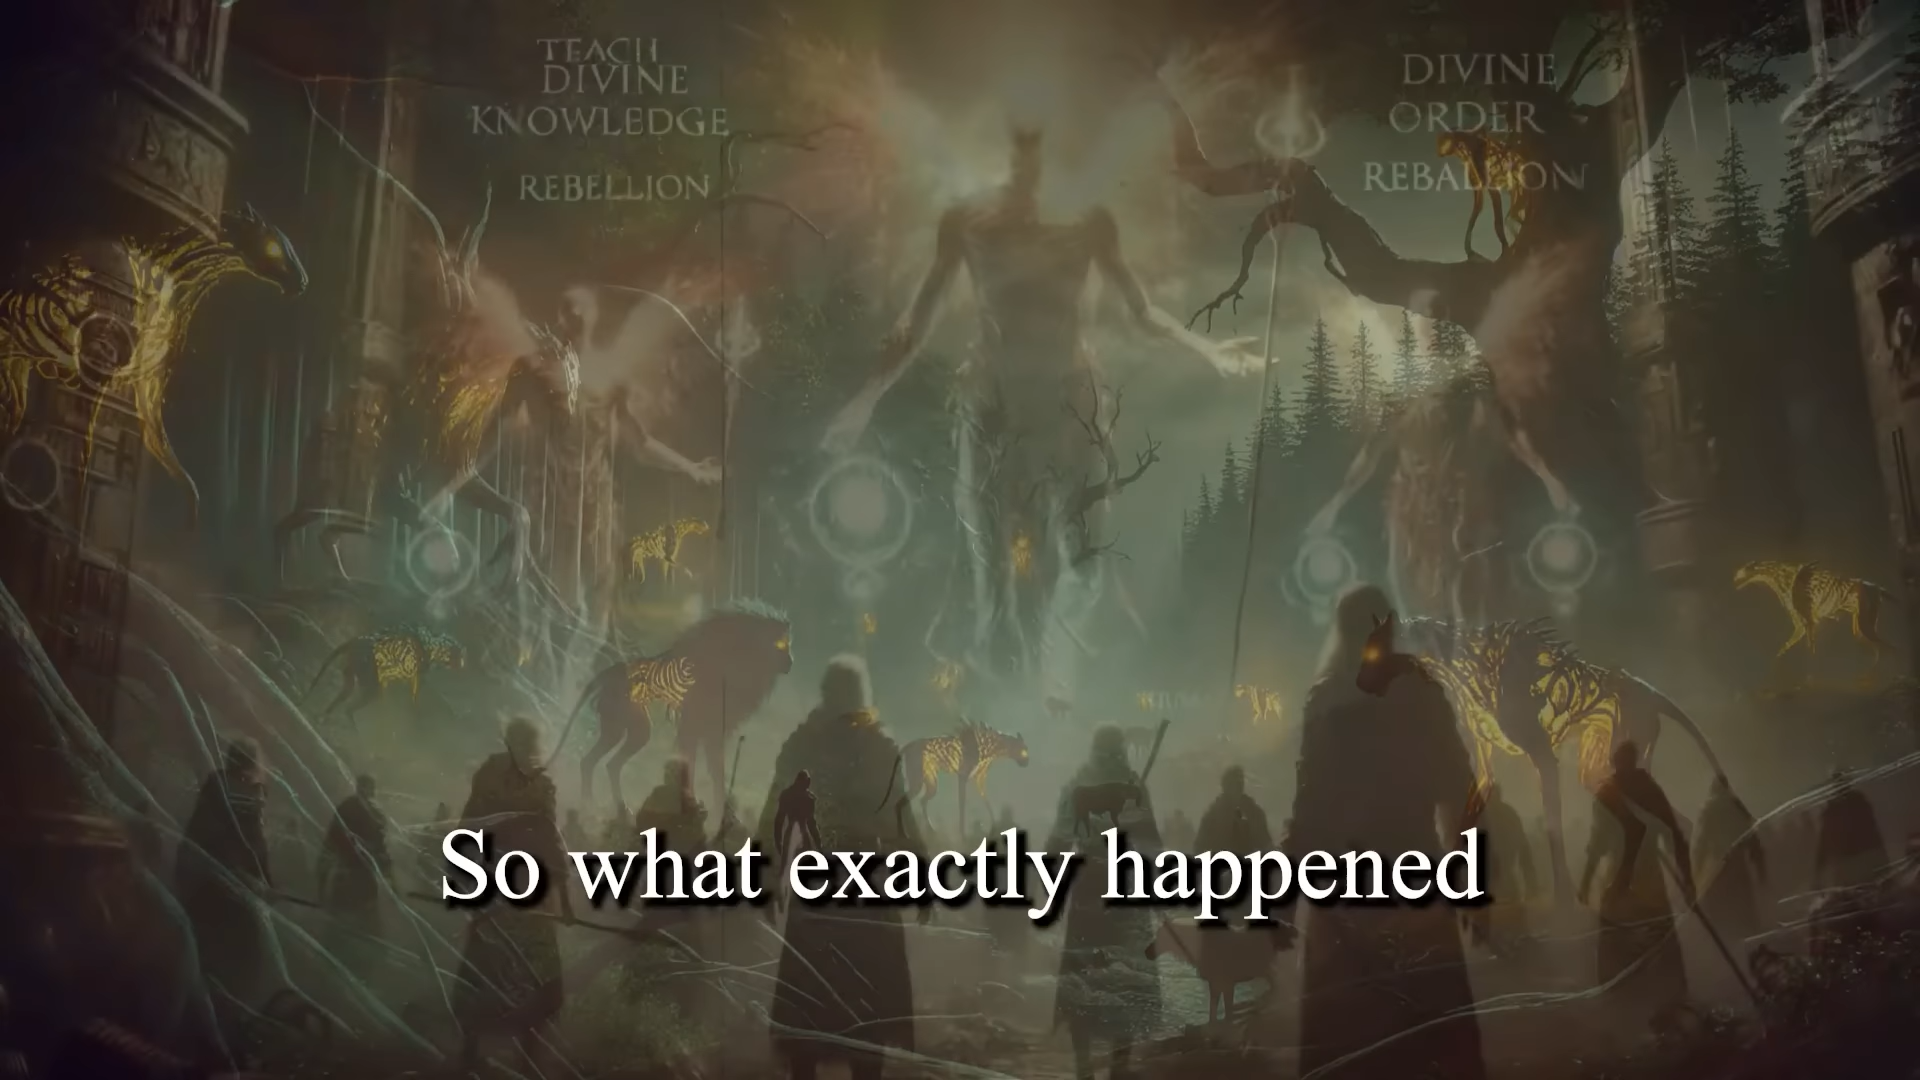 TEACH
DIVINE
KNOWLEDGE
REBELLION
DIVINE
ORDER
REBALLION
So what exactly happened